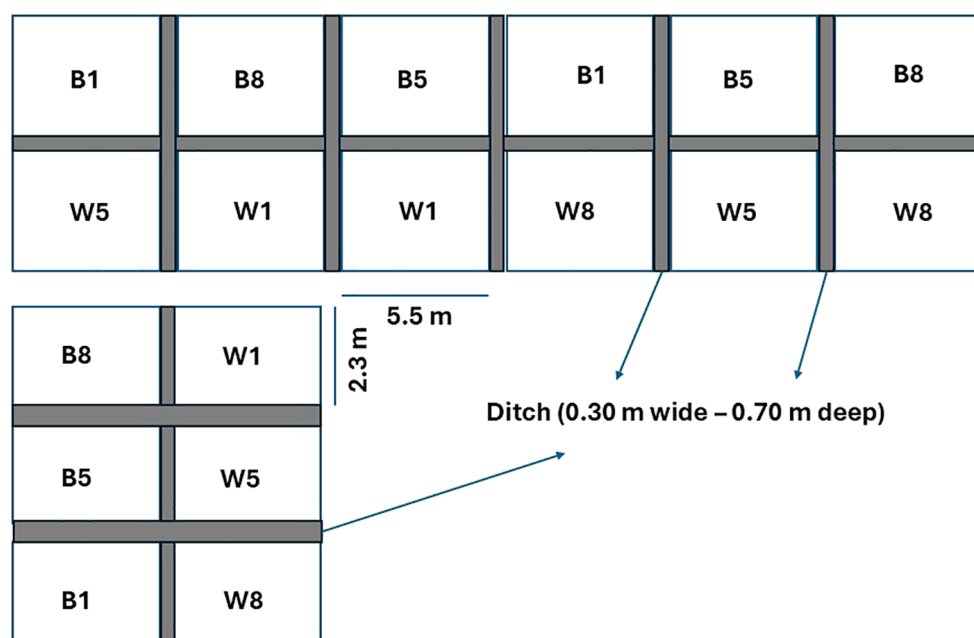 B1 B8 B5 B1 B5 B8
W5 W1 W1 W8 W5 W8
5.5 m
2.3 m
B8 W1
Ditch (0.30 m wide – 0.70 m deep)
B5 W5
B1 W8